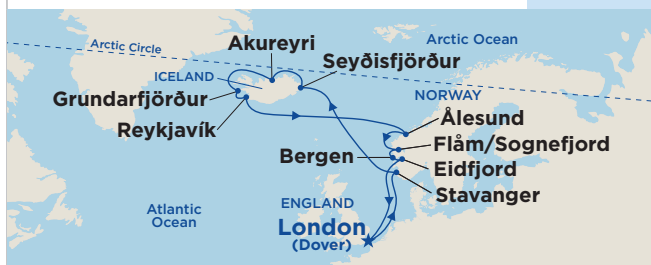 Arctic Circle
Akureyri
Arctic Ocean
Seyðisfjörður
ICELAND
Grundarfjörður
NORWAY
Reykjavík
Ålesund
Flåm/Sognefjord
Bergen
Eidfjord
Stavanger
ENGLAND
Atlantic
Ocean
London
(Dover)